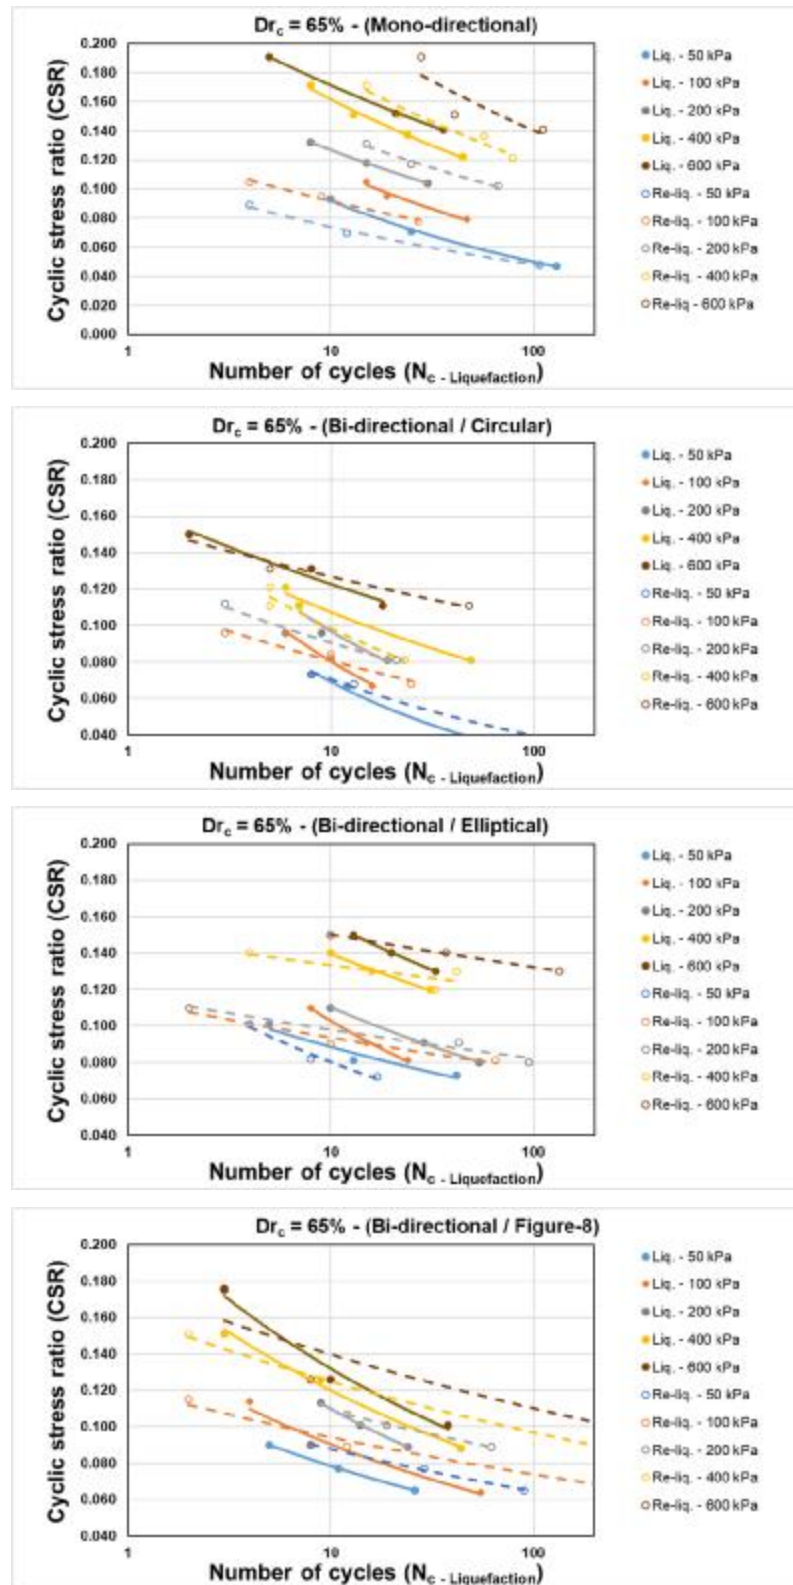 Dr_c = 65% - (Mono-directional)
Cyclic stress ratio (CSR)
0.200
0.180
0.160
0.140
0.120
0.100
0.080
0.060
0.040
0.020
0.000
1
10
100
Number of cycles (N_c - Liquefaction)
Liq. - 50 kPa
Liq. - 100 kPa
Liq. - 200 kPa
Liq. - 400 kPa
Liq. - 600 kPa
Re-liq. - 50 kPa
Re-liq. - 100 kPa
Re-liq. - 200 kPa
Re-liq. - 400 kPa
Re-liq - 600 kPa
Dr_c = 65% - (Bi-directional / Circular)
Cyclic stress ratio (CSR)
0.200
0.180
0.160
0.140
0.120
0.100
0.080
0.060
0.040
1
10
100
Number of cycles (N_c - Liquefaction)
Liq. - 50 kPa
Liq. - 100 kPa
Liq. - 200 kPa
Liq. - 400 kPa
Liq. - 600 kPa
Re-liq. - 50 kPa
Re-liq. - 100 kPa
Re-liq. - 200 kPa
Re-liq. - 400 kPa
Re-liq. - 600 kPa
Dr_c = 65% - (Bi-directional / Elliptical)
Cyclic stress ratio (CSR)
0.200
0.180
0.160
0.140
0.120
0.100
0.080
0.060
0.040
1
10
100
Number of cycles (N_c - Liquefaction)
Liq. - 50 kPa
Liq. - 100 kPa
Liq. - 200 kPa
Liq. - 400 kPa
Liq. - 600 kPa
Re-liq. - 50 kPa
Re-liq. - 100 kPa
Re-liq. - 200 kPa
Re-liq. - 400 kPa
Re-liq. - 600 kPa
Dr_c = 65% - (Bi-directional / Figure-8)
Cyclic stress ratio (CSR)
0.200
0.180
0.160
0.140
0.120
0.100
0.080
0.060
0.040
1
10
100
Number of cycles (N_c - Liquefaction)
Liq. - 50 kPa
Liq. - 100 kPa
Liq. - 200 kPa
Liq. - 400 kPa
Liq. - 600 kPa
Re-liq. - 50 kPa
Re-liq. - 100 kPa
Re-liq. - 200 kPa
Re-liq. - 400 kPa
Re-liq. - 600 kPa